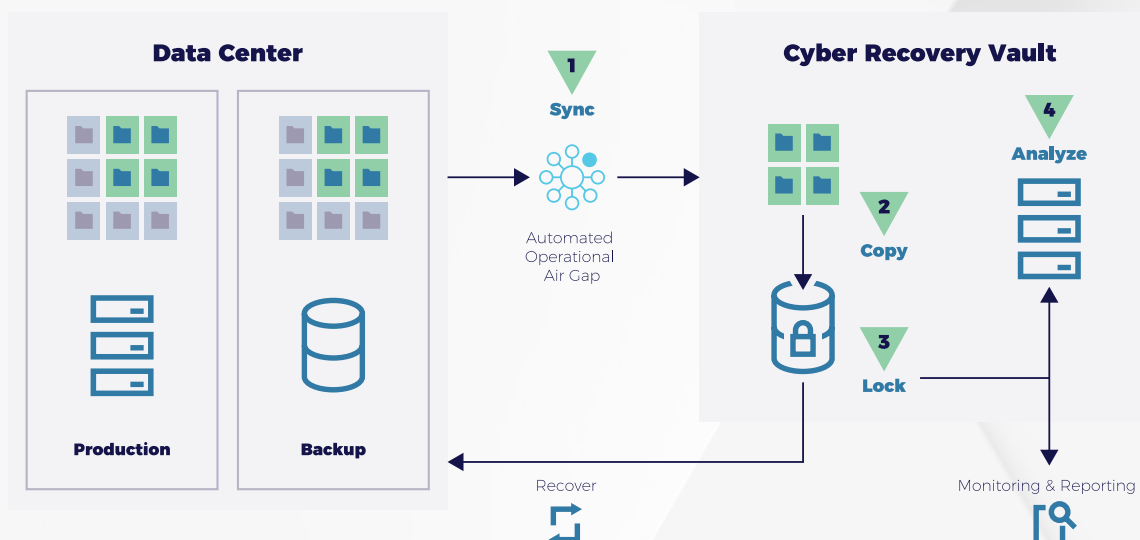 Data Center
Production
Backup
1
Sync
Automated
Operational
Air Gap
Cyber Recovery Vault
2
Copy
3
Lock
4
Analyze
Recover
Monitoring & Reporting